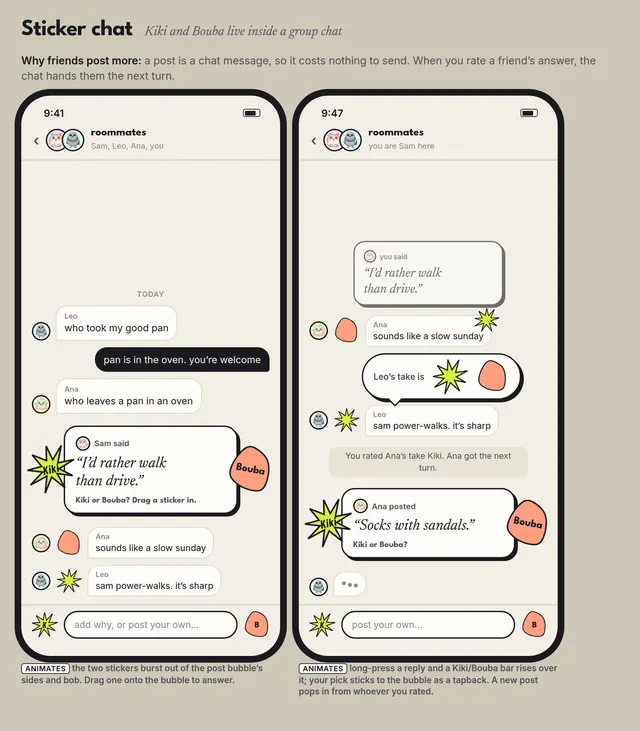 Sticker chat Kiki and Bouba live inside a group chat
Why friends post more: a post is a chat message, so it costs nothing to send. When you rate a friend’s answer, the
chat hands them the next turn.
9:41
roommates
Sam, Leo, Ana, you
TODAY
Leo
who took my good pan
pan is in the oven. you’re welcome
Ana
who leaves a pan in an oven
Sam said
“I’d rather walk
than drive.”
Kiki or Bouba? Drag a sticker in.
Kiki
Bouba
Ana
sounds like a slow sunday
Leo
sam power-walks. it’s sharp
K
add why, or post your own...
B
ANIMATES the two stickers burst out of the post bubble’s
sides and bob. Drag one onto the bubble to answer.
9:47
roommates
you are Sam here
you said
“I’d rather walk
than drive.”
Ana
sounds like a slow sunday
Leo’s take is
Leo
sam power-walks. it’s sharp
You rated Ana’s take Kiki. Ana got the next
turn.
Ana posted
“Socks with sandals.”
Kiki or Bouba?
Kiki
Bouba
K
post your own...
B
ANIMATES long-press a reply and a Kiki/Bouba bar rises over
it; your pick sticks to the bubble as a tapback. A new post
pops in from whoever you rated.